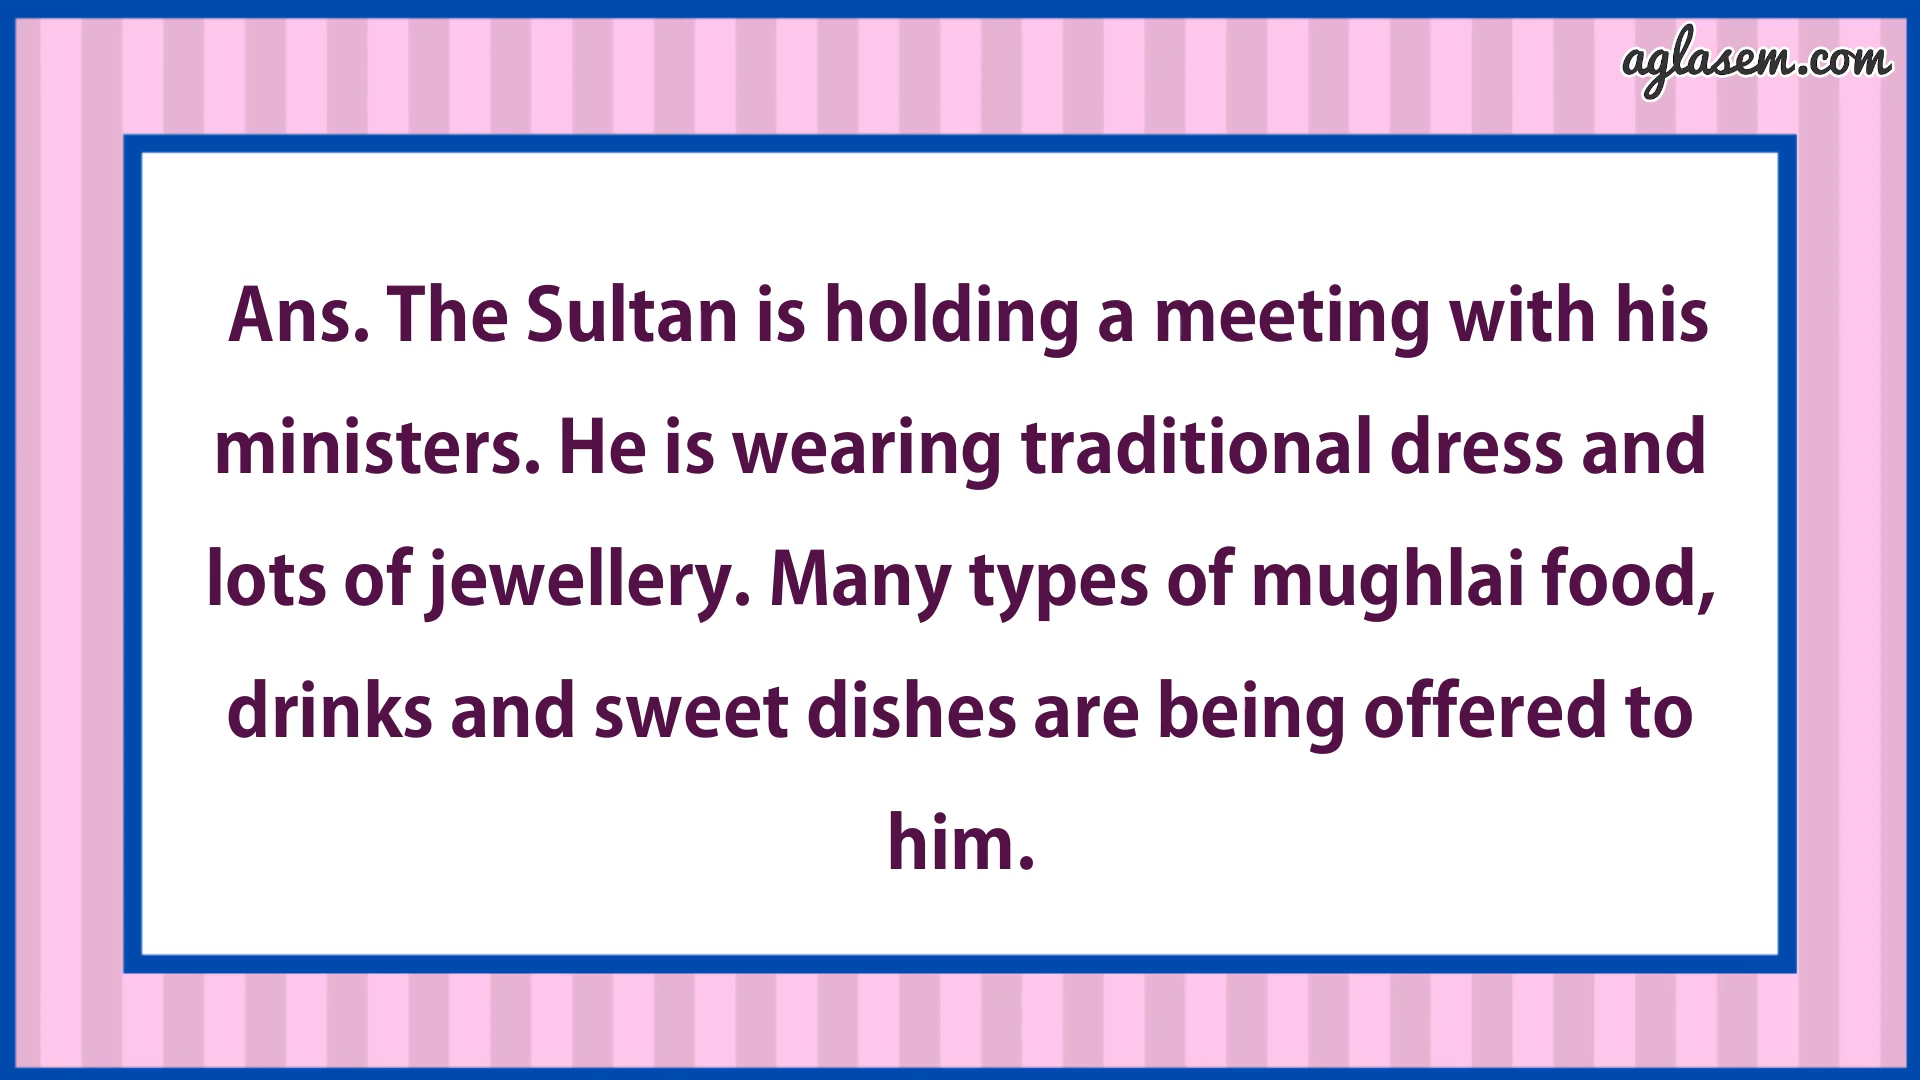 aglasem.com
Ans. The Sultan is holding a meeting with his
ministers. He is wearing traditional dress and
lots of jewellery. Many types of mughlai food,
drinks and sweet dishes are being offered to
him.